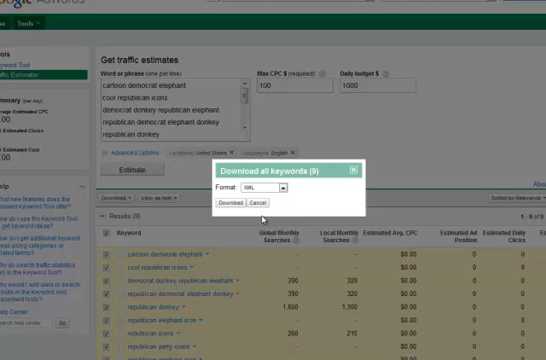 AdWords
Tools
Keyword Tool
Traffic Estimator
Get traffic estimates
Word or phrase (one per line)
Max CPC $ (required)
Daily budget $
cartoon democrat elephant
cool republican icons
democrat donkey republican elephant
republican democrat elephant donkey
republican donkey
100
1000
Advanced Options
Locations: United States
Languages: English
Estimate
Download all keywords (9)
Format: XML
Download
Cancel
Download
View as text
Sorted by Relevance
Results (9)
Keyword
Global Monthly Searches
Local Monthly Searches
Estimated Avg. CPC
Estimated Ad Position
Estimated Daily Clicks
cartoon democrat elephant - - $0.00 0 0
cool republican icons - - $0.00 0 0
democrat donkey republican elephant 390 320 $0.00 0 0
republican democrat elephant donkey 390 320 $0.00 0 0
republican donkey 1,600 1,300 $0.00 0 0
republican elephant icon - - $0.00 0 0
republican icons 260 210 $0.00 0 0
republican party icons - - $0.00 0 0
Help Center
Go